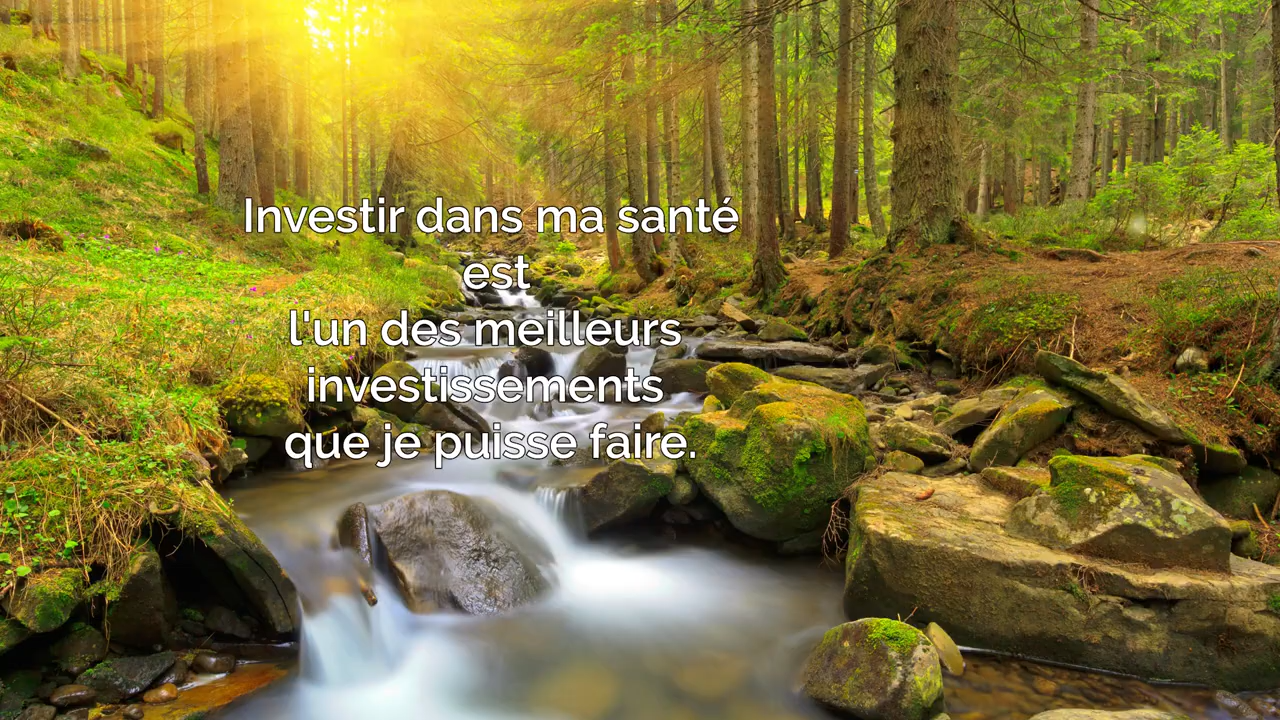 Investir dans ma santé
est
l'un des meilleurs
investissements
que je puisse faire.